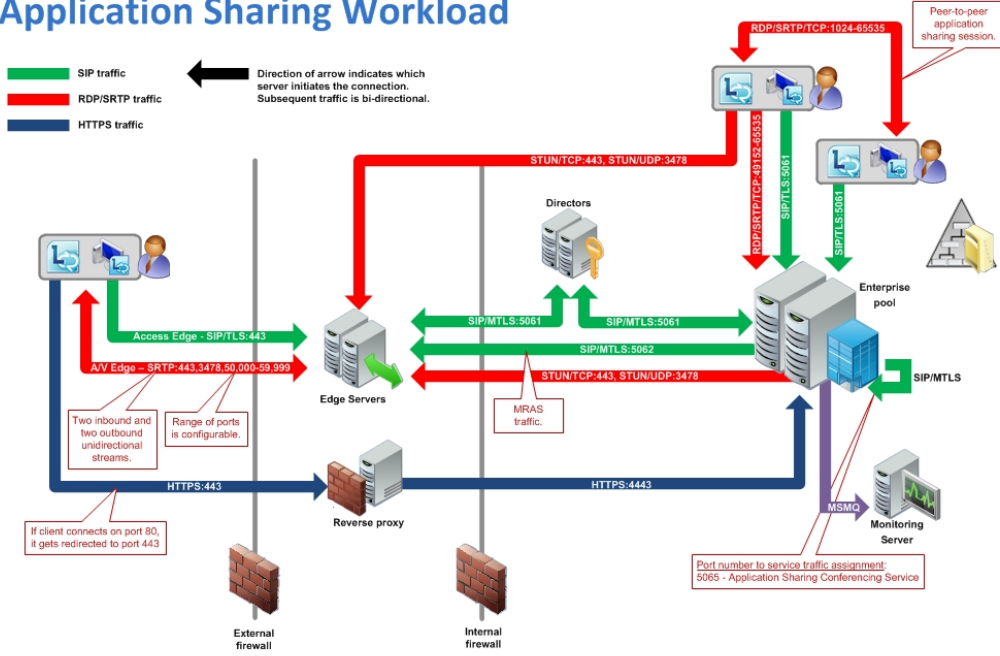 Application Sharing Workload
SIP traffic
RDP/SRTP traffic
HTTPS traffic
Direction of arrow indicates which
server initiates the connection.
Subsequent traffic is bi-directional.
RDP/SRTP/TCP:1024-65535
Peer-to-peer
application
sharing session.
STUN/TCP:443, STUN/UDP:3478
RDP/SRTP/TCP:49152-65535
SIP/TLS:5061
SIP/TLS:5061
Directors
Enterprise
pool
SIP/MTLS:5061
SIP/MTLS:5061
Access Edge - SIP/TLS:443
SIP/MTLS:5062
A/V Edge – SRTP:443,3478,50,000-59,999
STUN/TCP:443, STUN/UDP:3478
SIP/MTLS
Edge Servers
Two inbound and
two outbound
unidirectional
streams.
Range of ports
is configurable.
MRAS
traffic.
HTTPS:443
HTTPS:4443
Reverse proxy
MSMQ
Monitoring
Server
If client connects on port 80,
it gets redirected to port 443
Port number to service traffic assignment:
5065 - Application Sharing Conferencing Service
External
firewall
Internal
firewall